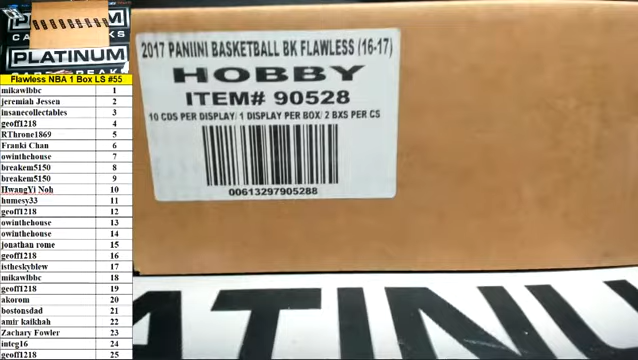 PLATINUM
Flawless NBA 1 Box LS #55
mikawlbbc 1
jeremiah Jessen 2
insanecollectables 3
geoff1218 4
RThrone1869 5
Franki Chan 6
owinthehouse 7
breakem5150 8
breakem5150 9
HwangYi Noh 10
humesy33 11
geoff1218 12
owinthehouse 13
owinthehouse 14
jonathan rome 15
geoff1218 16
istheskyblew 17
mikawlbbc 18
geoff1218 19
akorom 20
bostonsdad 21
amir kaikhah 22
Zachary Fowler 23
integ16 24
geoff1218 25
2017 PANIINI BASKETBALL BK FLAWLESS (16-17)
HOBBY
ITEM# 90528
10 CDS PER DISPLAY/ 1 DISPLAY PER BOX/ 2 BXS PER CS
00613297905288
ATINUM